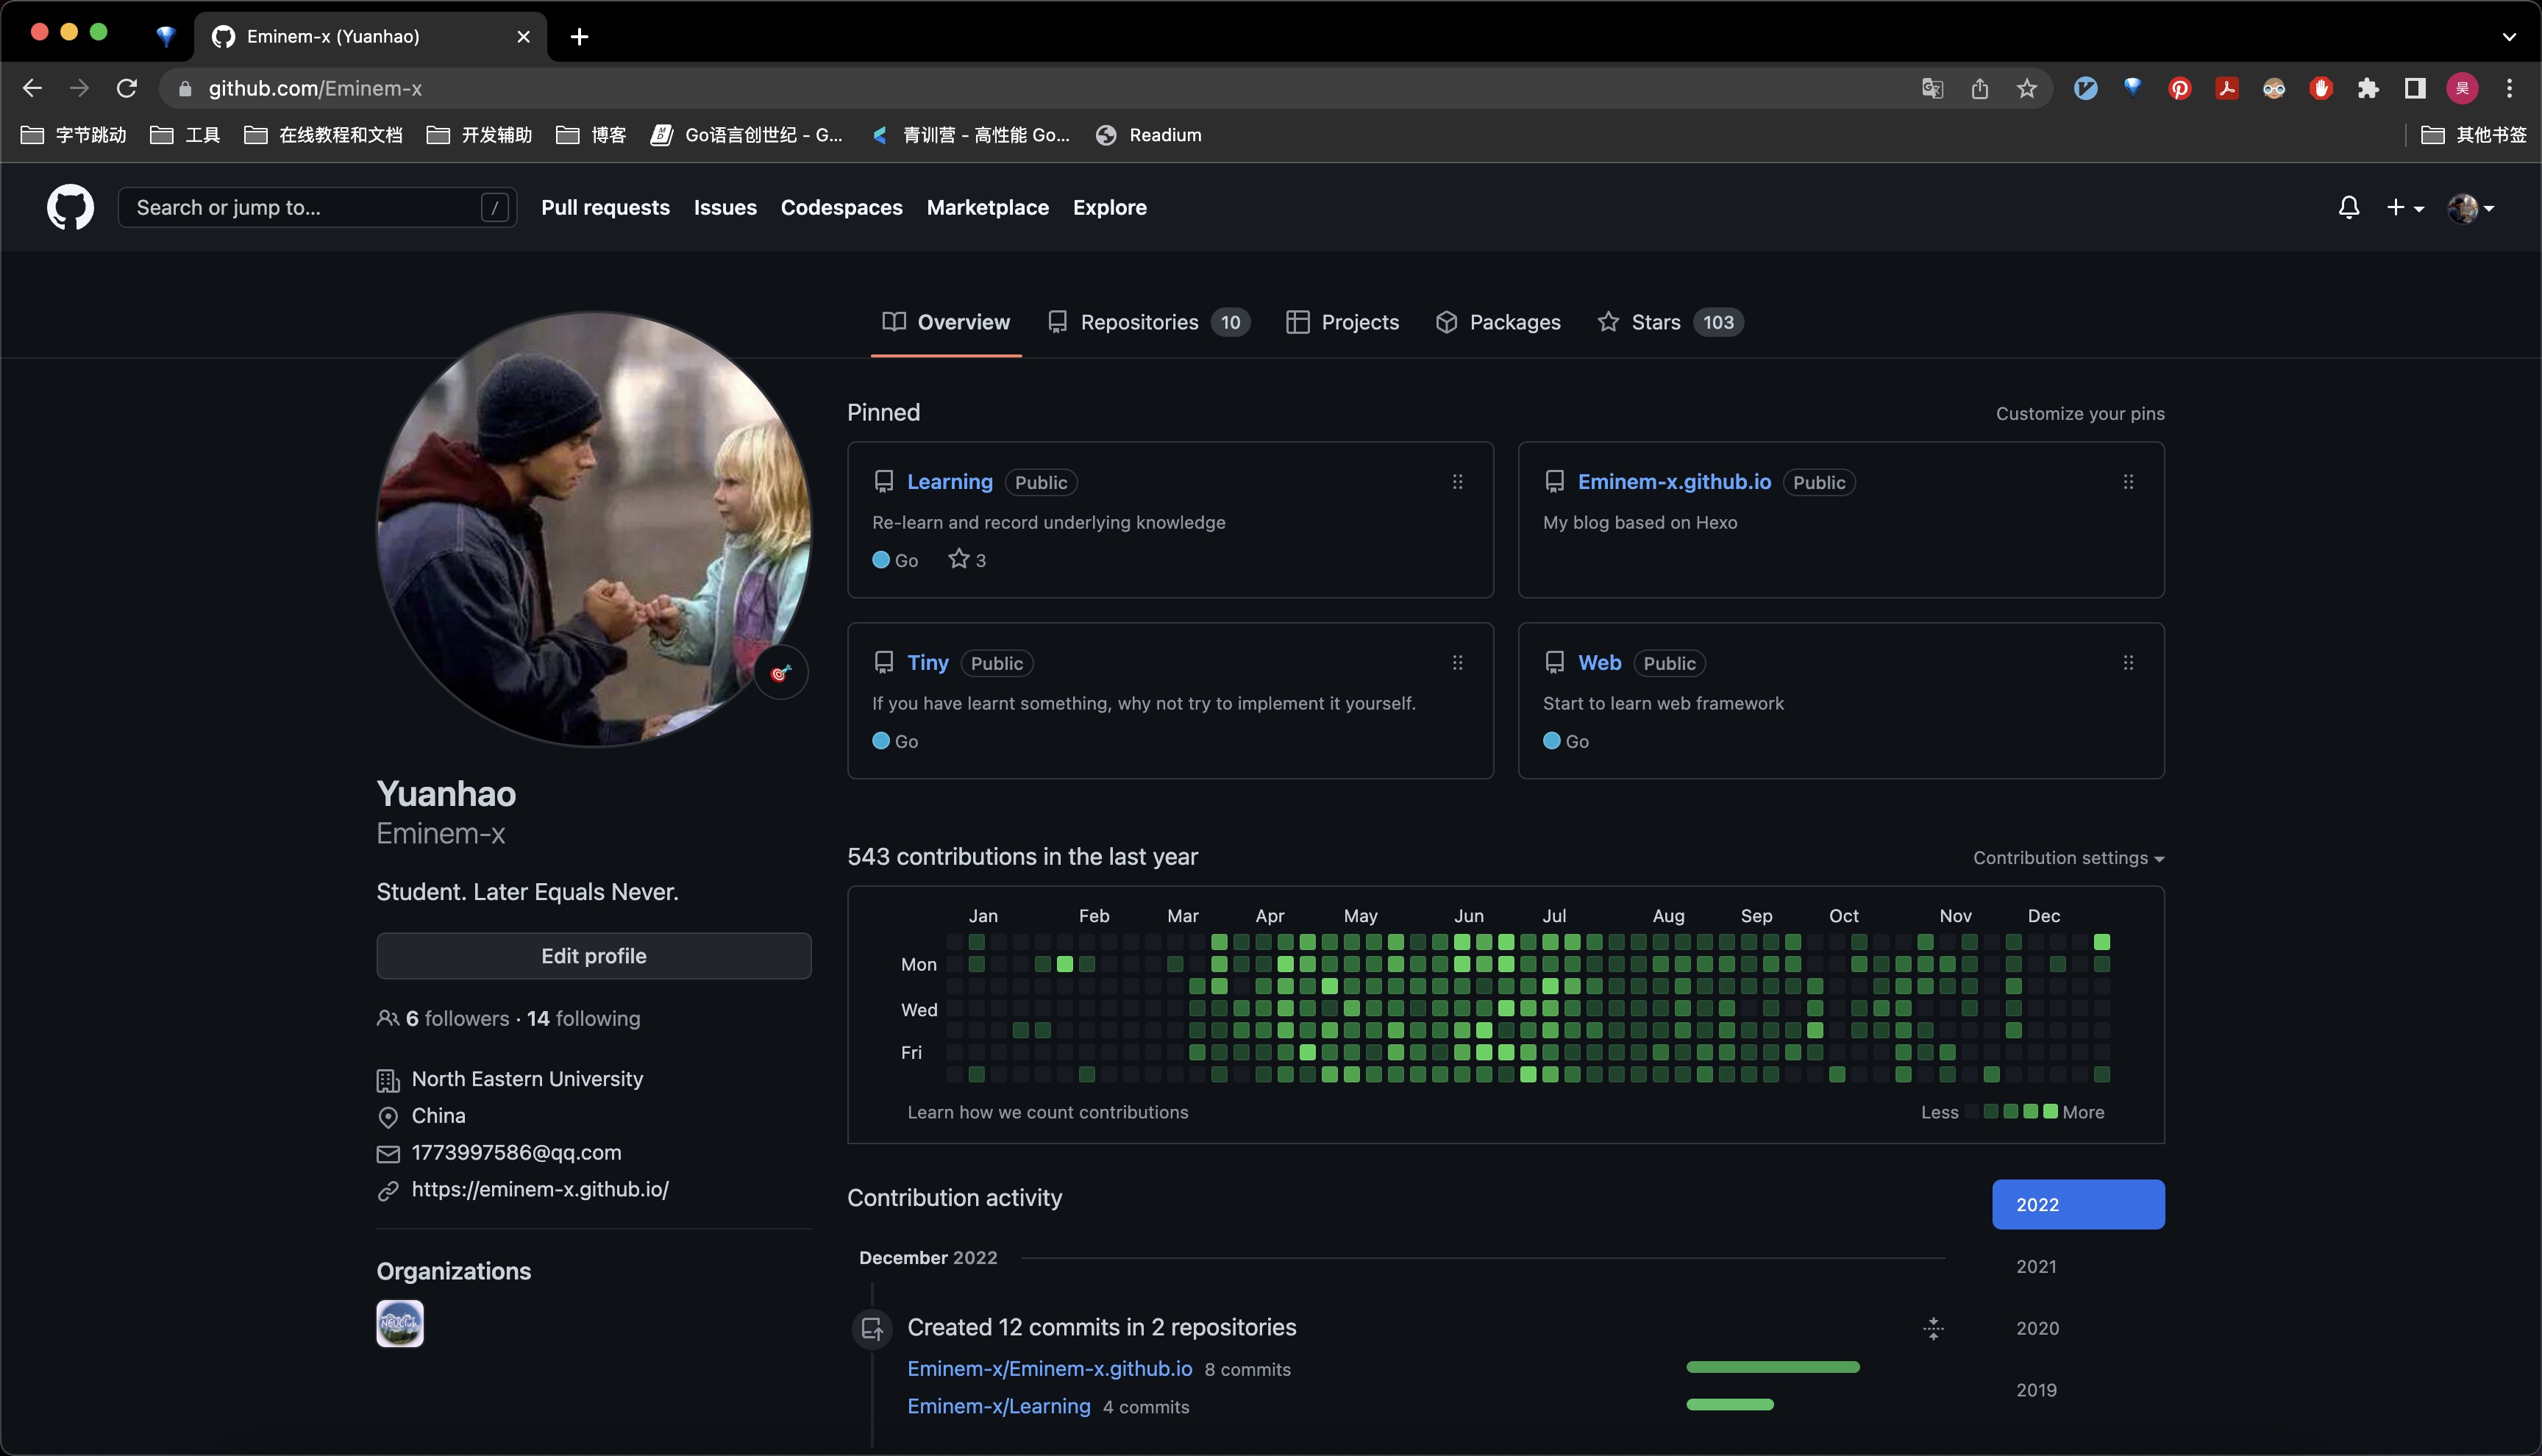 Eminem-x (Yuanhao)
github.com/Eminem-x
昊
字节跳动 工具 在线教程和文档 开发辅助 博客 Go语言创世纪 - G... 青训营 - 高性能 Go... Readium 其他书签
Search or jump to... / Pull requests Issues Codespaces Marketplace Explore
Overview Repositories 10 Projects Packages Stars 103
Pinned Customize your pins
Learning Public
Re-learn and record underlying knowledge
Go 3
Eminem-x.github.io Public
My blog based on Hexo
Tiny Public
If you have learnt something, why not try to implement it yourself.
Go
Web Public
Start to learn web framework
Go
Yuanhao
Eminem-x
Student. Later Equals Never.
Edit profile
6 followers · 14 following
North Eastern University
China
1773997586@qq.com
https://eminem-x.github.io/
Organizations
NEUClub
543 contributions in the last year Contribution settings
Jan Feb Mar Apr May Jun Jul Aug Sep Oct Nov Dec
Mon
Wed
Fri
Learn how we count contributions Less More
Contribution activity
2022
2021
2020
2019
December 2022
Created 12 commits in 2 repositories
Eminem-x/Eminem-x.github.io 8 commits
Eminem-x/Learning 4 commits